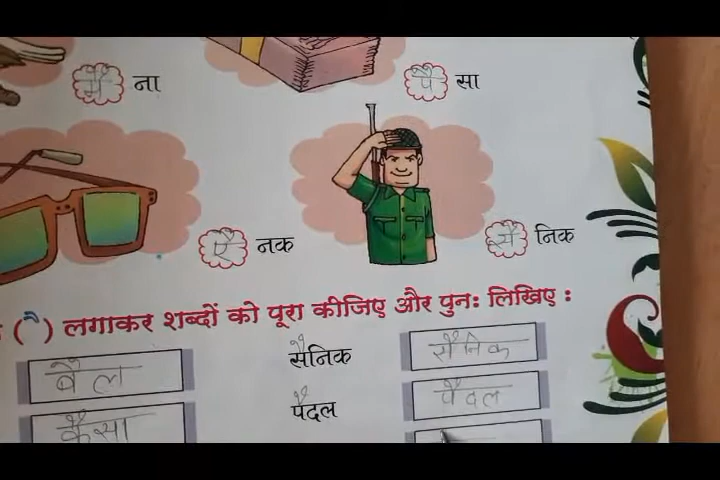 मै ना
पै सा
ऐ नक
सै निक
( ै ) लगाकर शब्दों को पूरा कीजिए और पुनः लिखिए :
बैल सैनिक सैनिक
कैसा पैदल पैदल